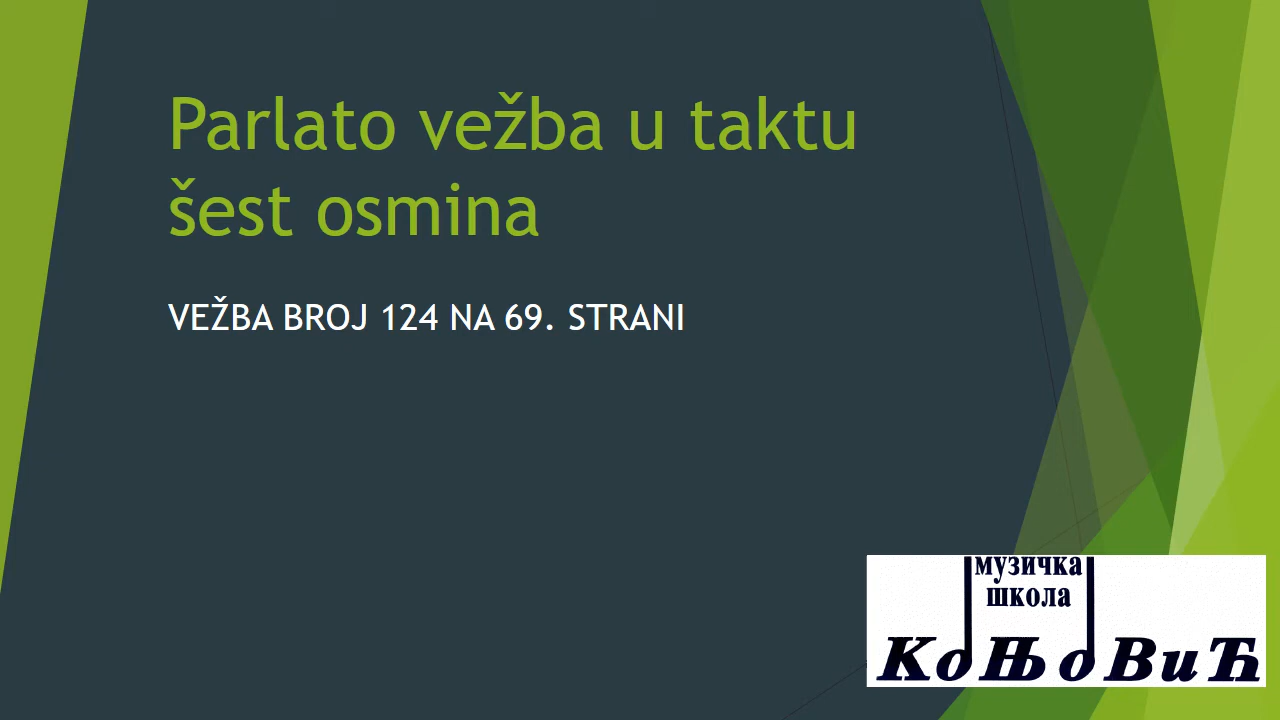 Parlato vežba u taktu
šest osmina
VEŽBA BROJ 124 NA 69. STRANI
музичка
школа
КоЊоВиЋ